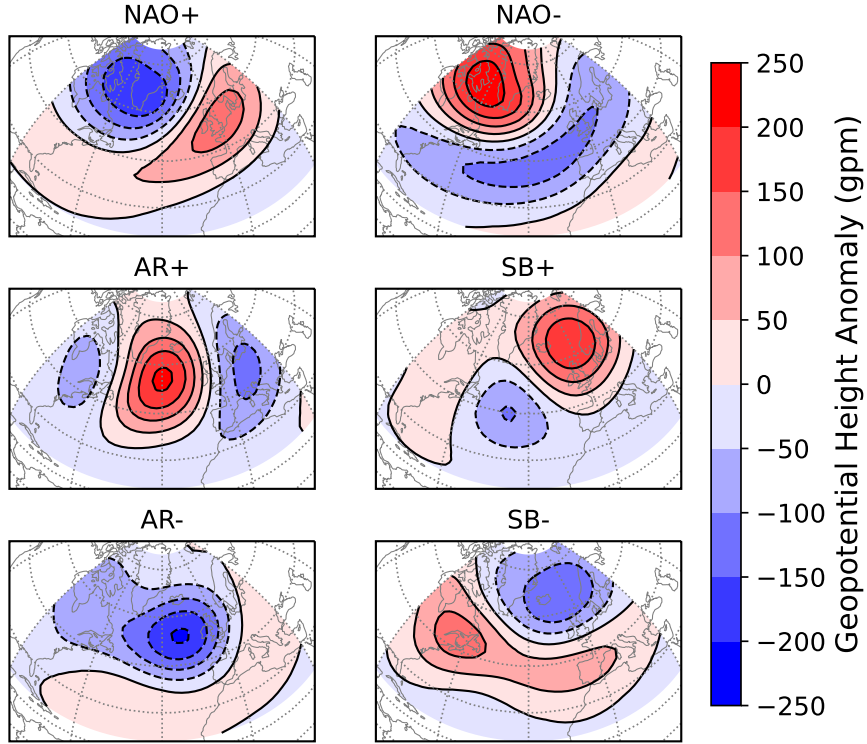 NAO+
NAO-
AR+
SB+
AR-
SB-
250
200
150
100
50
0
−50
−100
−150
−200
−250
Geopotential Height Anomaly (gpm)